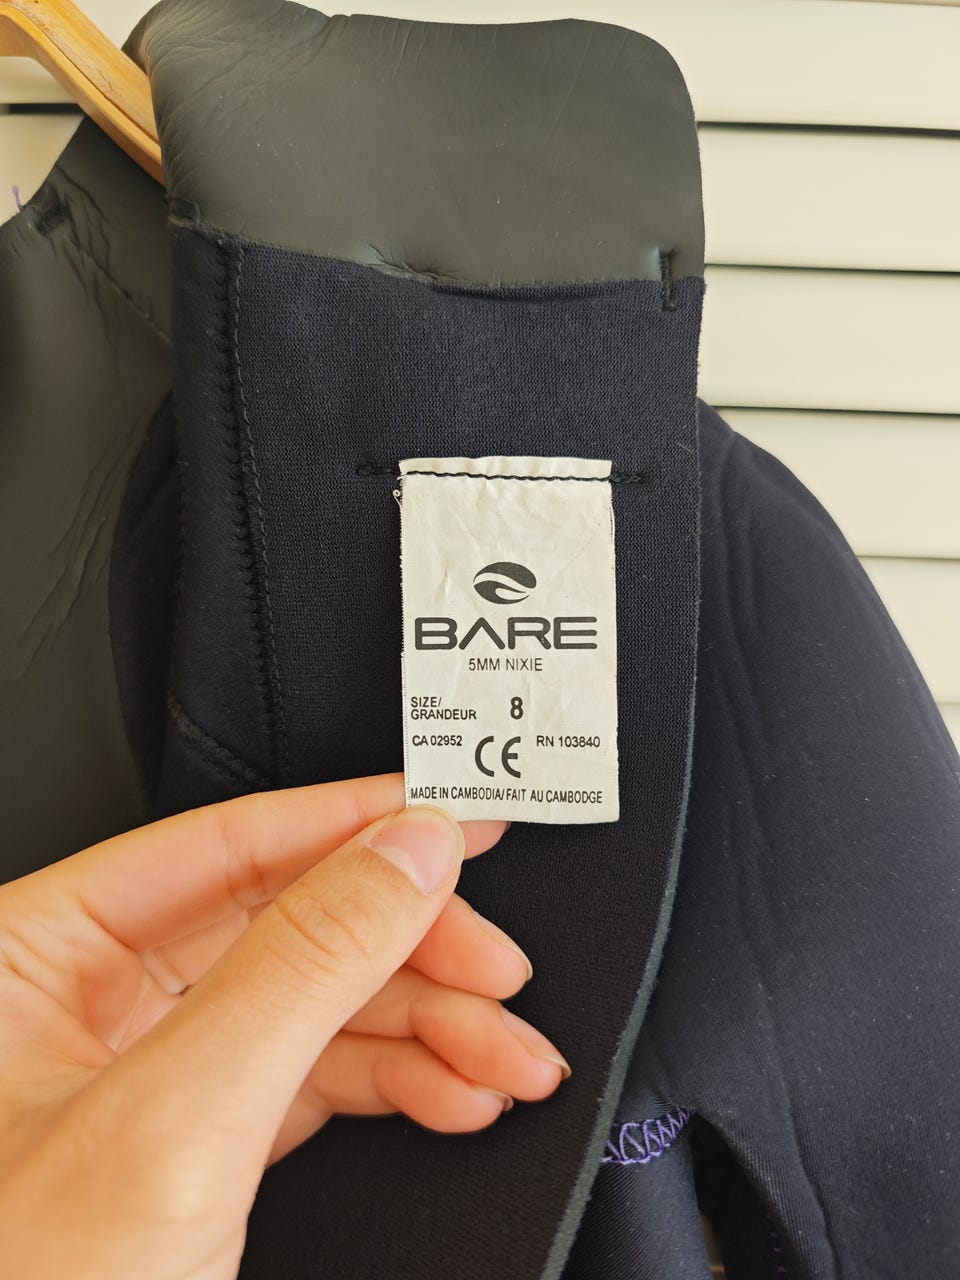 BARE
5MM NIXIE
SIZE/
GRANDEUR 8
CA 02952 CE RN 103840
MADE IN CAMBODIA/FAIT AU CAMBODGE